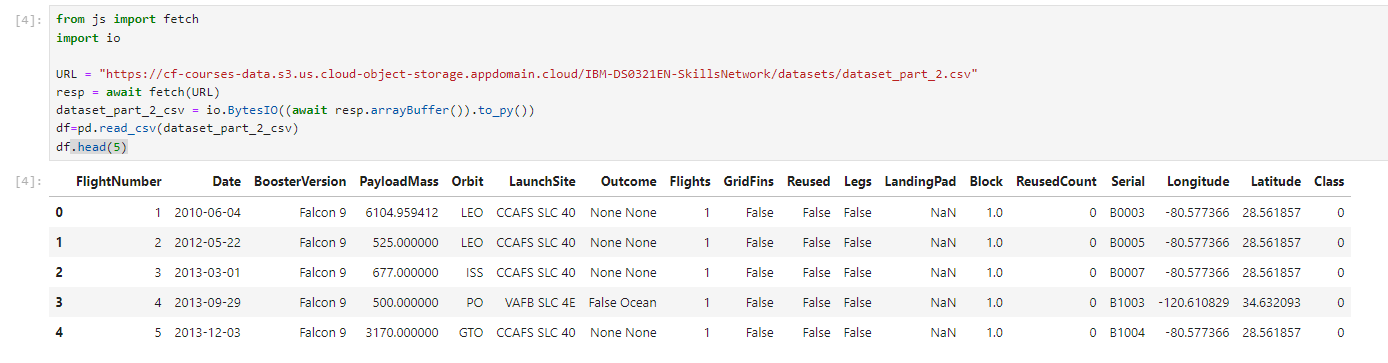 [4]: from js import fetch
import io
URL = "https://cf-courses-data.s3.us.cloud-object-storage.appdomain.cloud/IBM-DS0321EN-SkillsNetwork/datasets/dataset_part_2.csv"
resp = await fetch(URL)
dataset_part_2_csv = io.BytesIO((await resp.arrayBuffer()).to_py())
df=pd.read_csv(dataset_part_2_csv)
df.head(5)
[4]: FlightNumber Date BoosterVersion PayloadMass Orbit LaunchSite Outcome Flights GridFins Reused Legs LandingPad Block ReusedCount Serial Longitude Latitude Class
0 1 2010-06-04 Falcon 9 6104.959412 LEO CCAFS SLC 40 None None 1 False False False NaN 1.0 0 B0003 -80.577366 28.561857 0
1 2 2012-05-22 Falcon 9 525.000000 LEO CCAFS SLC 40 None None 1 False False False NaN 1.0 0 B0005 -80.577366 28.561857 0
2 3 2013-03-01 Falcon 9 677.000000 ISS CCAFS SLC 40 None None 1 False False False NaN 1.0 0 B0007 -80.577366 28.561857 0
3 4 2013-09-29 Falcon 9 500.000000 PO VAFB SLC 4E False Ocean 1 False False False NaN 1.0 0 B1003 -120.610829 34.632093 0
4 5 2013-12-03 Falcon 9 3170.000000 GTO CCAFS SLC 40 None None 1 False False False NaN 1.0 0 B1004 -80.577366 28.561857 0